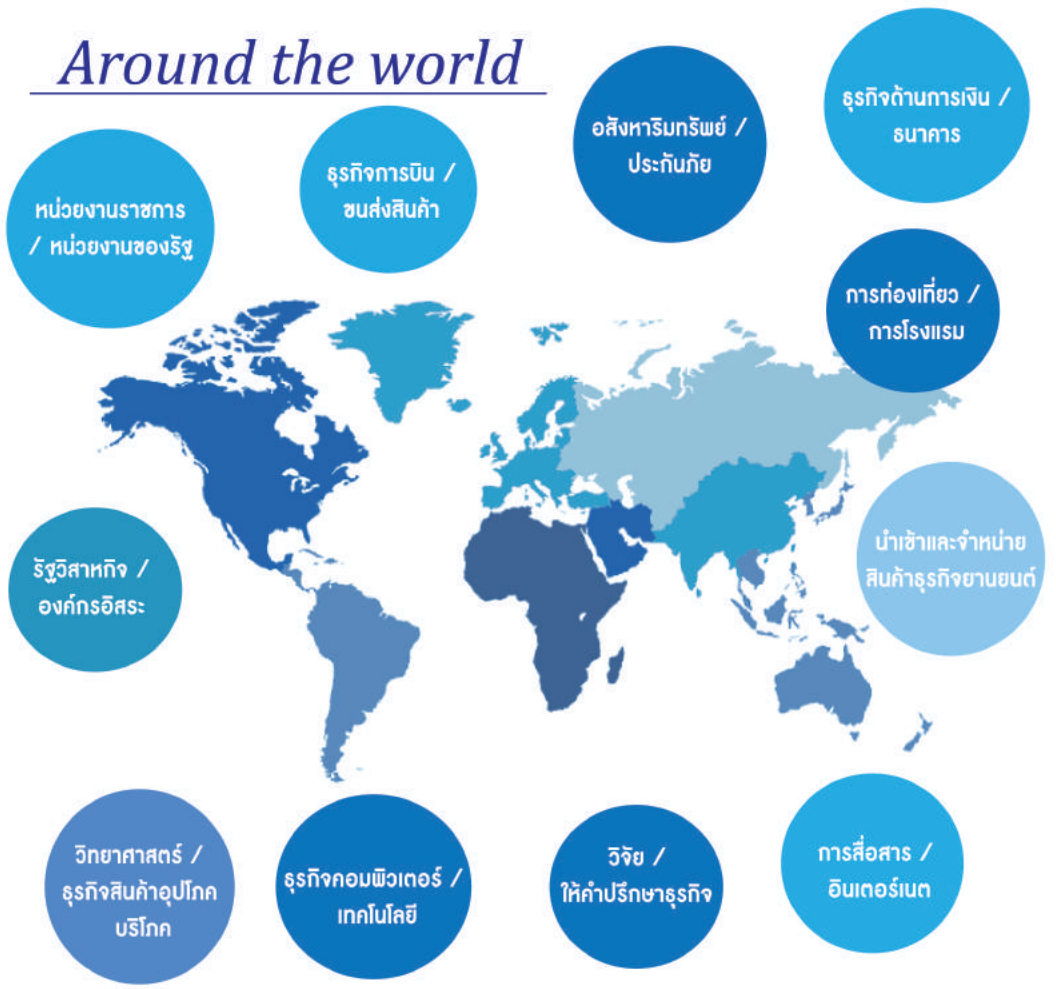 Around the world
หน่วยงานราชการ
/ หน่วยงานของรัฐ
ธุรกิจการบิน /
ขนส่งสินค้า
อสังหาริมทรัพย์ /
ประกันภัย
ธุรกิจด้านการเงิน /
ธนาคาร
การท่องเที่ยว /
การโรงแรม
นำเข้าและจำหน่าย
สินค้าธุรกิจยานยนต์
รัฐวิสาหกิจ /
องค์กรอิสระ
วิทยาศาสตร์ /
ธุรกิจสินค้าอุปโภค
บริโภค
ธุรกิจคอมพิวเตอร์ /
เทคโนโลยี
วิจัย /
ให้คำปรึกษาธุรกิจ
การสื่อสาร /
อินเตอร์เนต